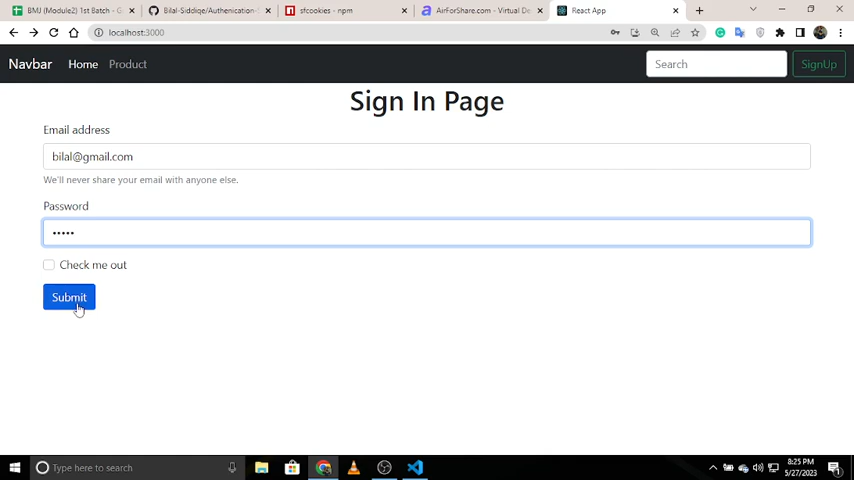 BMJ (Module2) 1st Batch - G
Bilal-Siddiqe/Authenication-
sfcookies - npm
AirForShare.com - Virtual De
React App
localhost:3000
Navbar
Home
Product
Search
SignUp
Sign In Page
Email address
bilal@gmail.com
We'll never share your email with anyone else.
Password
•••••
Check me out
Submit
Type here to search
8:25 PM
5/27/2023